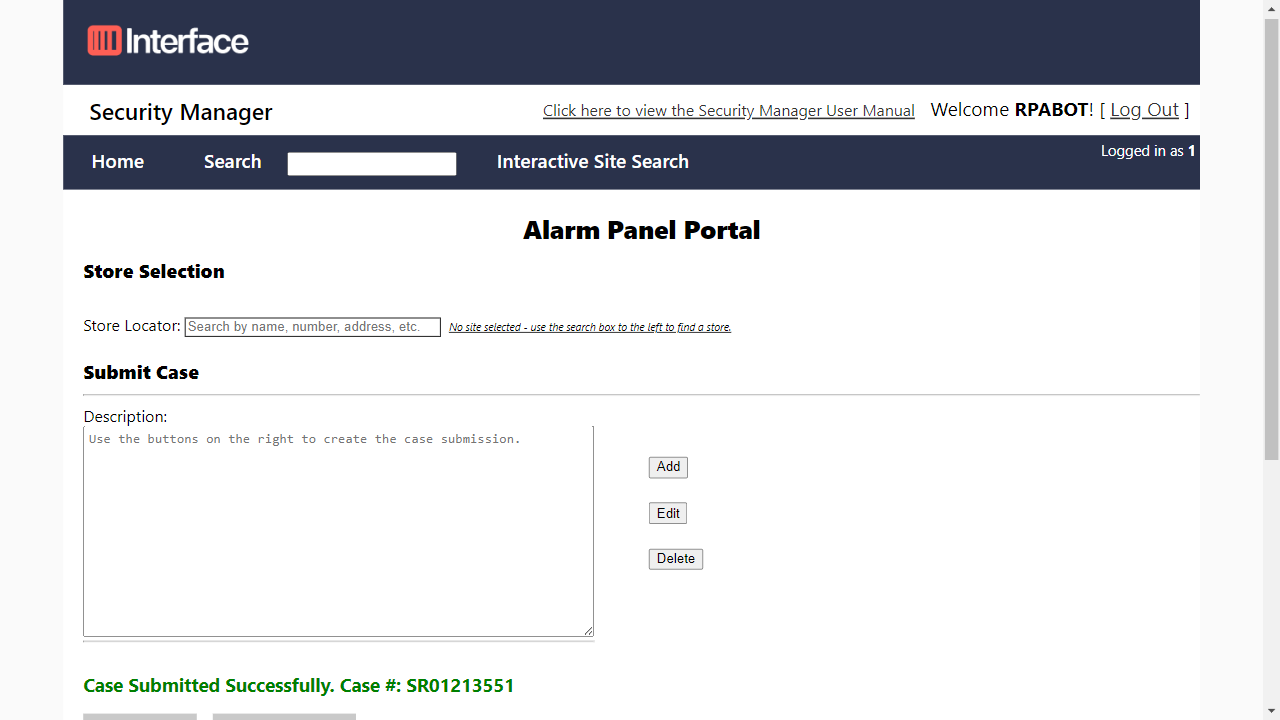 Interface
Security Manager
Click here to view the Security Manager User Manual
Welcome RPABOT! [ Log Out ]
Home
Search
Interactive Site Search
Logged in as 1
Alarm Panel Portal
Store Selection
Store Locator: Search by name, number, address, etc. No site selected - use the search box to the left to find a store.
Submit Case
Description:
Use the buttons on the right to create the case submission.
Add
Edit
Delete
Case Submitted Successfully. Case #: SR01213551